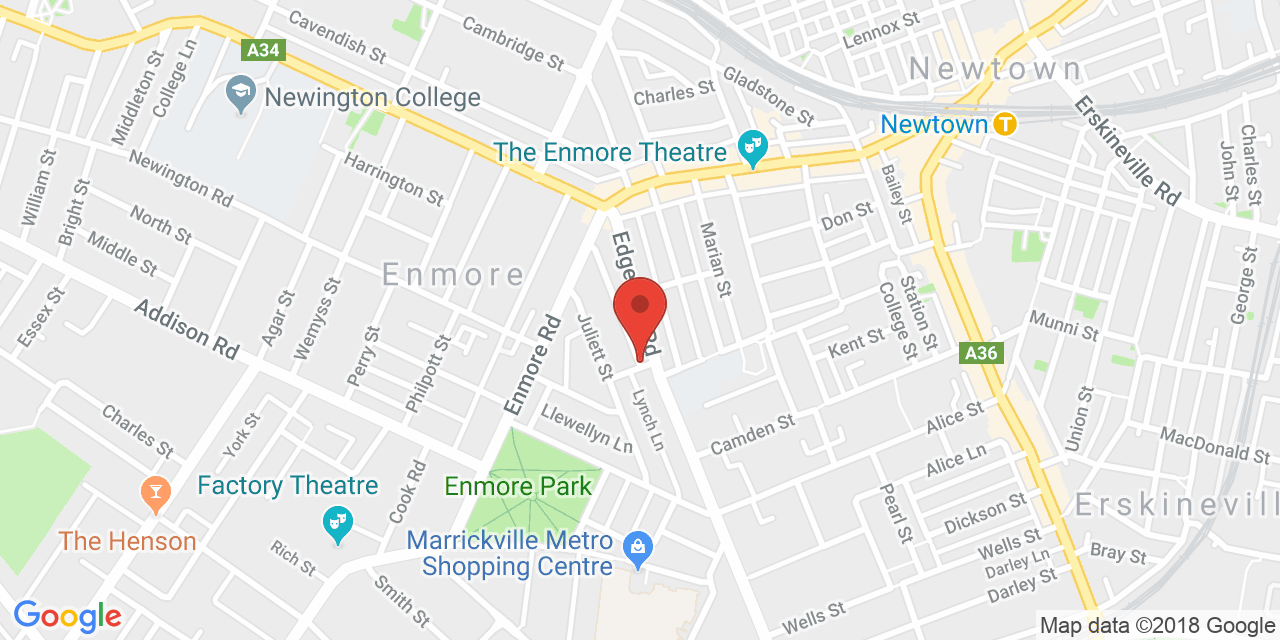 Lennox St
Cavendish St
A34
Cambridge St
Newtown
Middleton St
College Ln
Gladstone St
Newington College
Charles St
Erskineville Rd
Newtown
T
Charles St
John St
The Enmore Theatre
Newington Rd
Harrington St
William St
Bright St
Bailey St
Don St
North St
Middle St
Marian St
Edge
Rd
Enmore
George St
Essex St
Addison Rd
Agar St
Wemyss St
Station St
College St
Munni St
Perry St
Philpott St
Enmore Rd
Juliett St
Kent St
A36
Charles St
York St
Llewellyn Ln
Lynch Ln
Camden St
Alice St
Union St
MacDonald St
Alice Ln
Factory Theatre
Cook Rd
Enmore Park
Pearl St
Dickson St
Erskinevill
The Henson
Rich St
Marrickville Metro
Shopping Centre
Wells St
Darley Ln
Darley St
Bray St
Smith St
Wells St
Google
Map data ©2018 Google